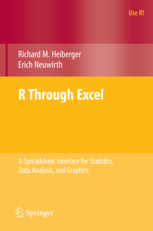 Use R!
Richard M. Heiberger
Erich Neuwirth
R Through Excel
A Spreadsheet Interface for Statistics,
Data Analysis, and Graphics
Springer